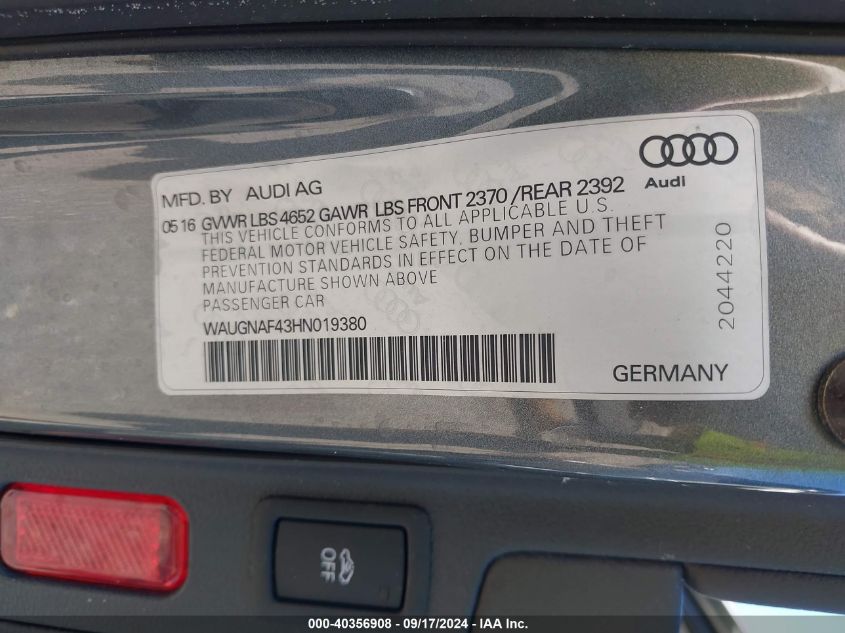 MFD. BY AUDI AG
Audi
05 16 GVWR LBS 4652 GAWR LBS FRONT 2370 /REAR 2392
THIS VEHICLE CONFORMS TO ALL APPLICABLE U.S.
FEDERAL MOTOR VEHICLE SAFETY, BUMPER AND THEFT
PREVENTION STANDARDS IN EFFECT ON THE DATE OF
MANUFACTURE SHOWN ABOVE
PASSENGER CAR
WAUGNAF43HN019380
GERMANY
2044220
OFF
000-40356908 - 09/17/2024 - IAA Inc.